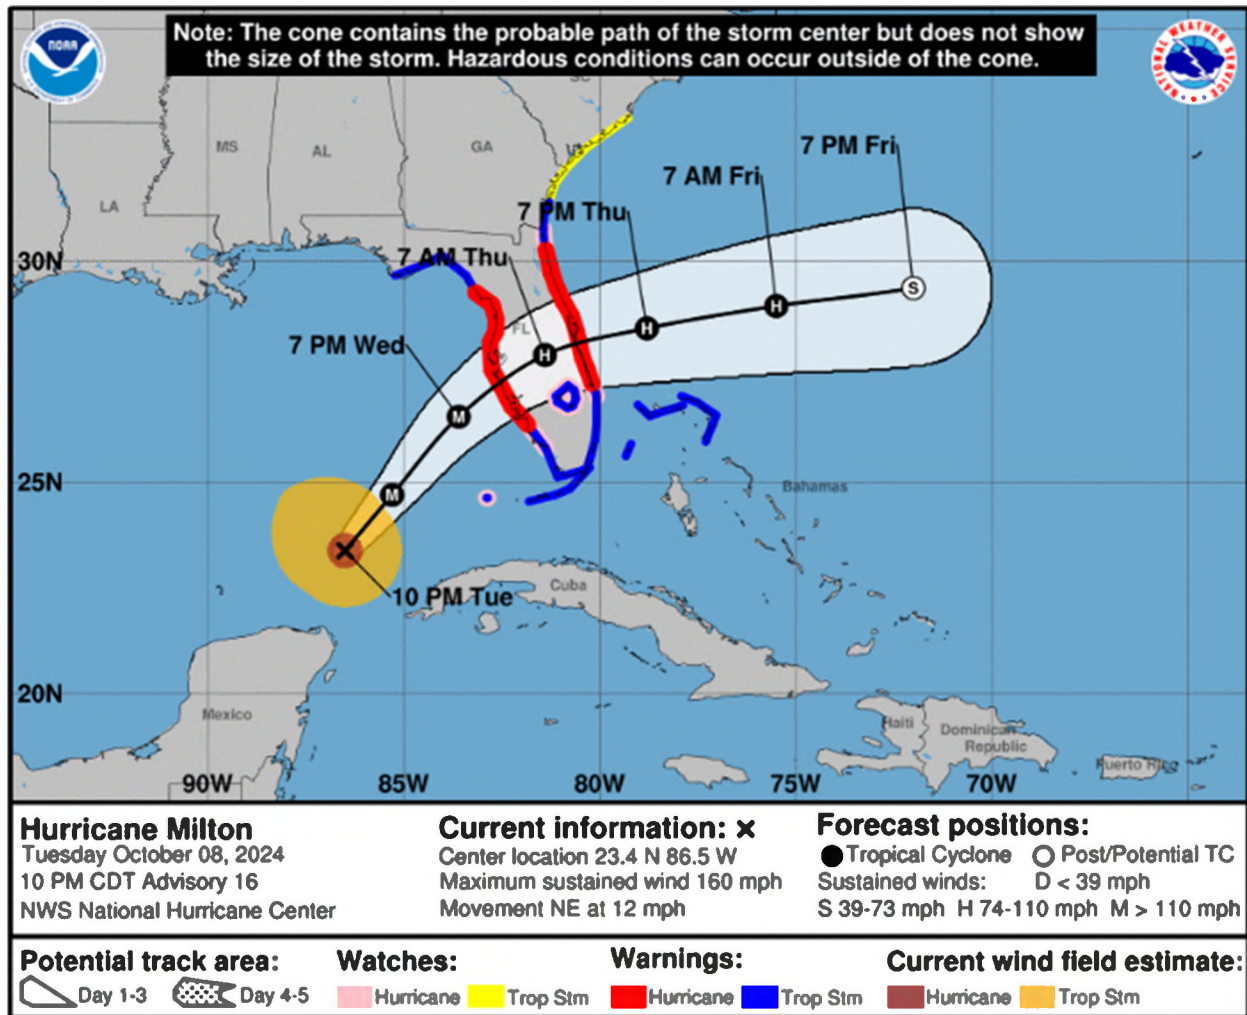 Note: The cone contains the probable path of the storm center but does not show
the size of the storm. Hazardous conditions can occur outside of the cone.
NOAA
NATIONAL WEATHER SERVICE
SC
MS
AL
GA
LA
7 PM Fri
7 AM Fri
7 PM Thu
7 AM Thu
30N
FL
H
H
H
S
7 PM Wed
M
M
25N
Bahamas
10 PM Tue
Cuba
20N
Mexico
Haiti
Dominican
Republic
Puerto Rico
90W
85W
80W
75W
70W
Hurricane Milton
Tuesday October 08, 2024
10 PM CDT Advisory 16
NWS National Hurricane Center
Current information: x
Center location 23.4 N 86.5 W
Maximum sustained wind 160 mph
Movement NE at 12 mph
Forecast positions:
Tropical Cyclone Post/Potential TC
Sustained winds: D < 39 mph
S 39-73 mph H 74-110 mph M > 110 mph
Potential track area:
Day 1-3 Day 4-5
Watches:
Hurricane Trop Stm
Warnings:
Hurricane Trop Stm
Current wind field estimate:
Hurricane Trop Stm